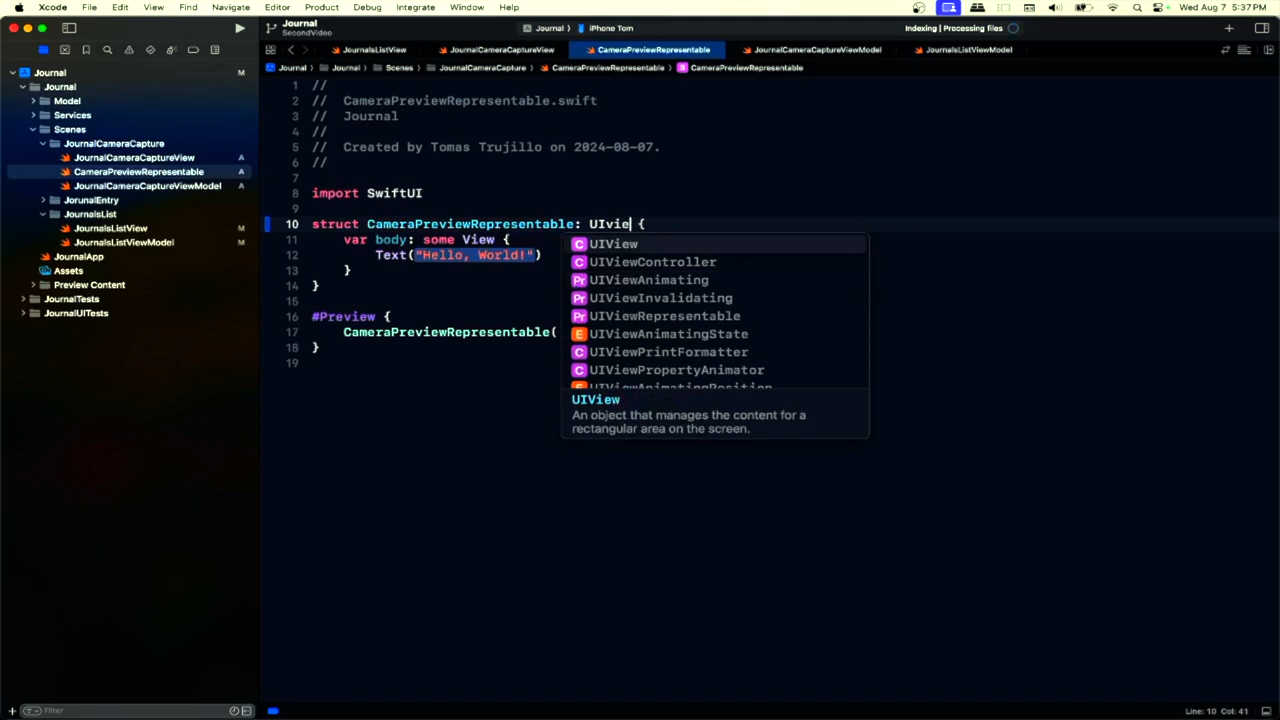 Xcode File Edit View Find Navigate Editor Product Debug Integrate Window Help Wed Aug 7 5:37 PM
Journal
SecondVideo
Journal iPhone Tom
Indexing | Processing files
JournalsListView JournalCameraCaptureView CameraPreviewRepresentable JournalCameraCaptureViewModel JournalsListViewModel
Journal Journal Scenes JournalCameraCapture CameraPreviewRepresentable CameraPreviewRepresentable
Journal M
Journal
Model
Services
Scenes
JournalCameraCapture
JournalCameraCaptureView A
CameraPreviewRepresentable A
JournalCameraCaptureViewModel A
JorunalEntry
JournalsList
JournalsListView M
JournalsListViewModel M
JournalApp
Assets
Preview Content
JournalTests
JournalUITests
1 //
2 // CameraPreviewRepresentable.swift
3 // Journal
4 //
5 // Created by Tomas Trujillo on 2024-08-07.
6 //
7
8 import SwiftUI
9
10 struct CameraPreviewRepresentable: UIvie {
11 var body: some View {
12 Text("Hello, World!")
13 }
14 }
15
16 #Preview {
17 CameraPreviewRepresentable(
18 }
19
C UIView
C UIViewController
Pr UIViewAnimating
Pr UIViewInvalidating
Pr UIViewRepresentable
E UIViewAnimatingState
C UIViewPrintFormatter
C UIViewPropertyAnimator
E UIViewAnimatingPosition
UIView
An object that manages the content for a
rectangular area on the screen.
Filter
Line: 10 Col: 41